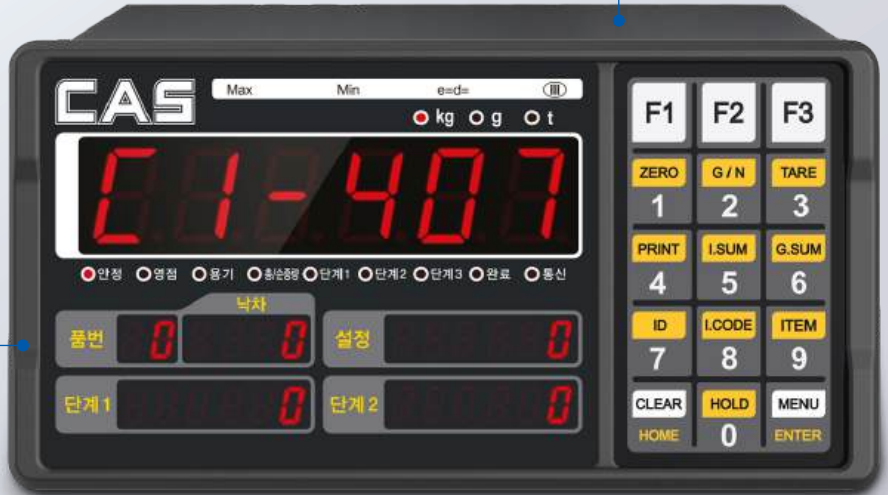 CAS
Max Min e=d= III
kg g t
C1-407
안정 영점 용기 총/순중량 단계1 단계2 단계3 완료 통신
낙차
품번 0 0 설정 0
단계1 0 단계2 0
F1 F2 F3
ZERO G/N TARE
1 2 3
PRINT I.SUM G.SUM
4 5 6
ID I.CODE ITEM
7 8 9
CLEAR HOLD MENU
HOME 0 ENTER